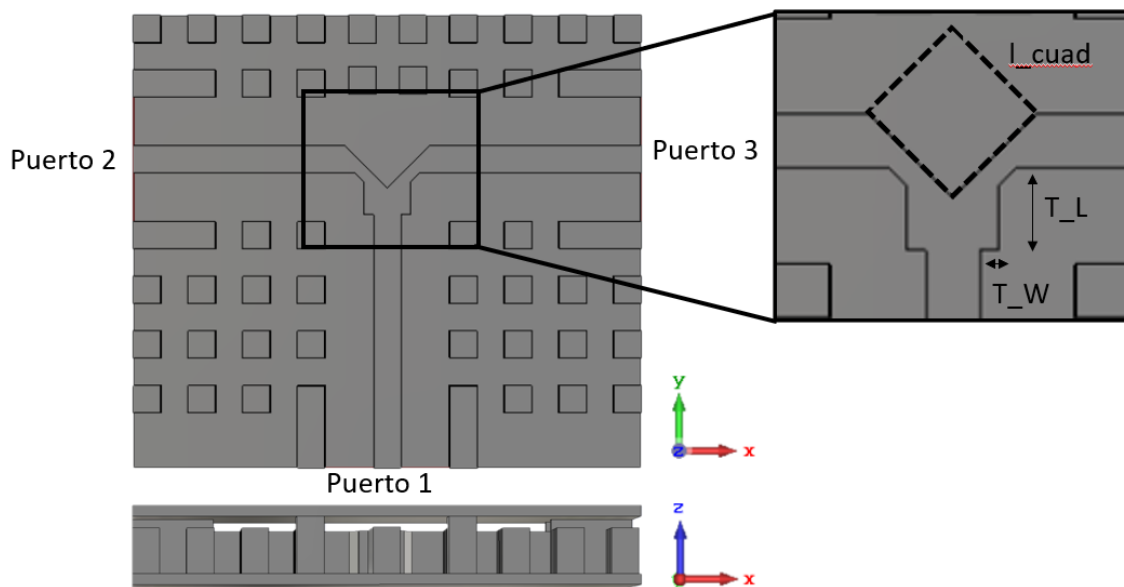 Puerto 2
Puerto 3
l_cuad
T_L
T_W
Puerto 1
y
z
x
z
x